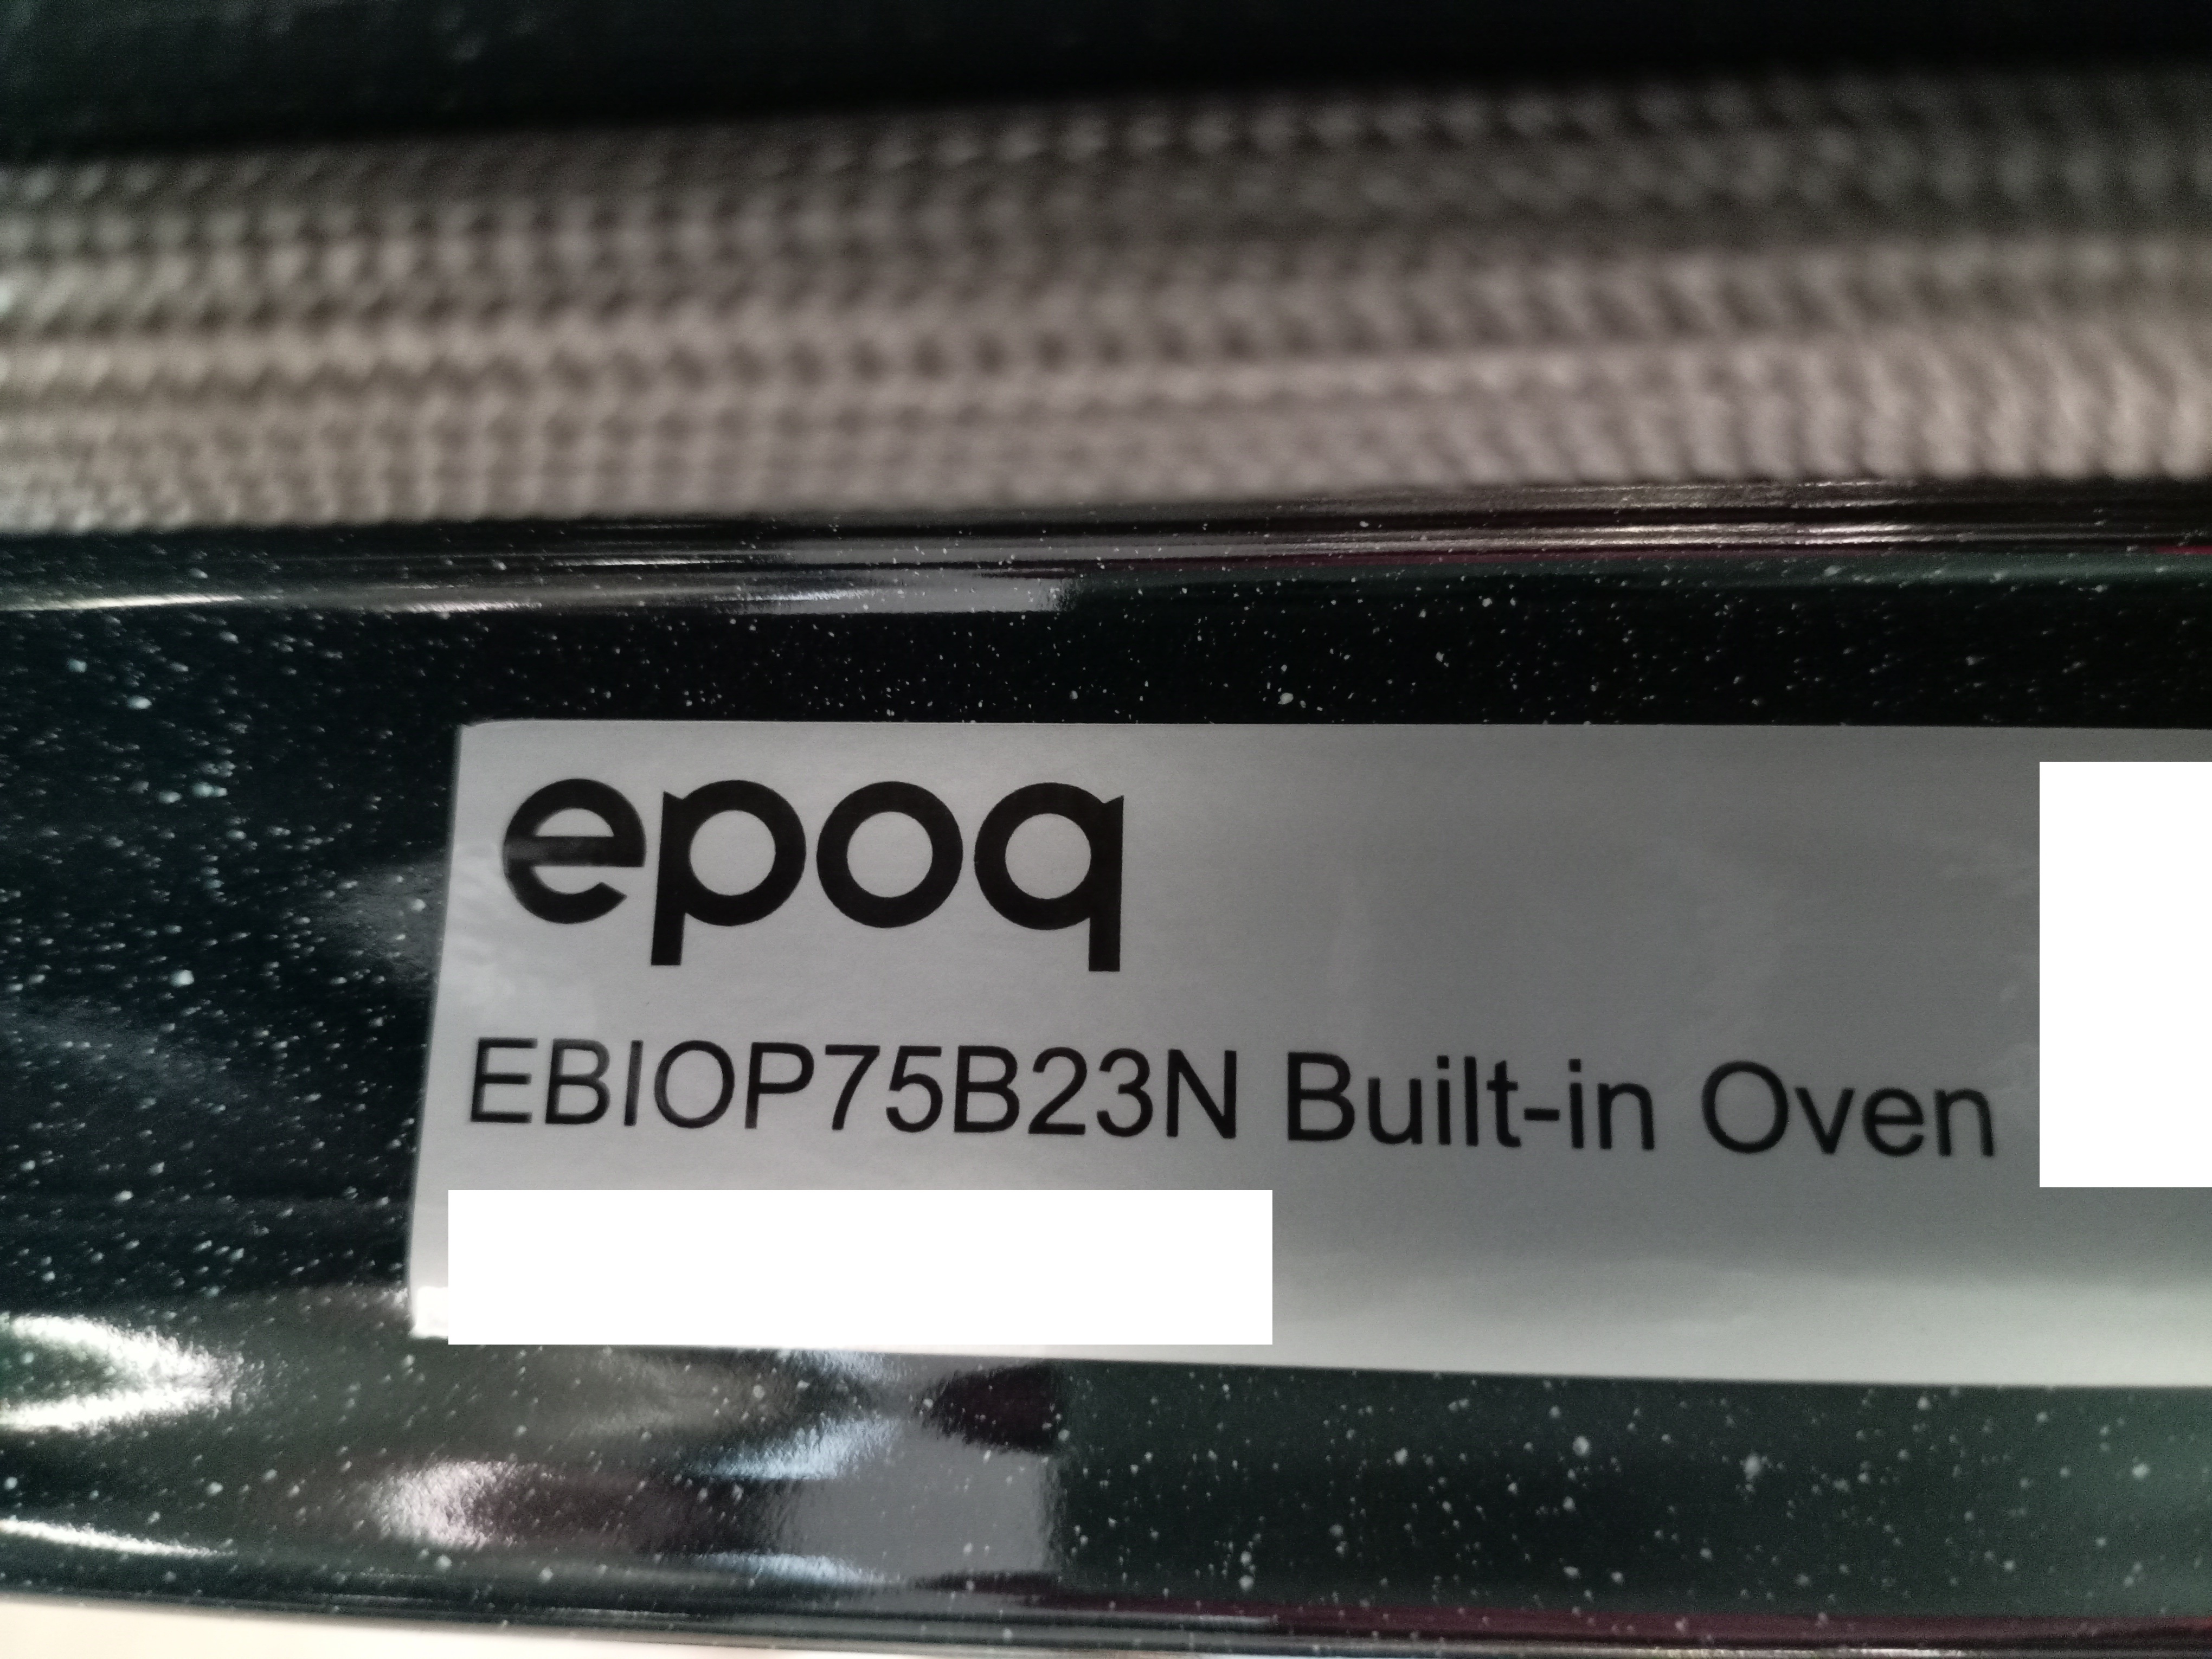 epoq
EBIOP75B23N Built-in Oven